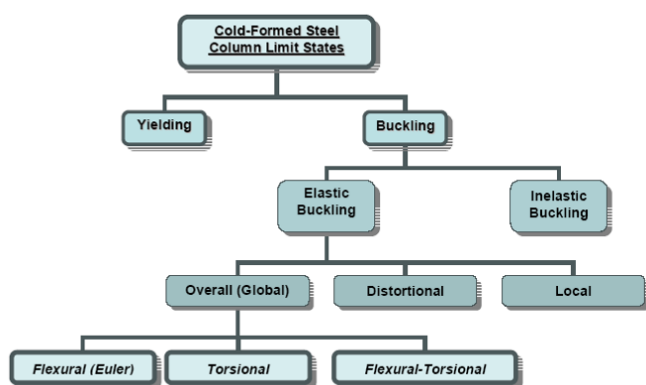 Cold-Formed Steel
Column Limit States
Yielding
Buckling
Elastic
Buckling
Inelastic
Buckling
Overall (Global)
Distortional
Local
Flexural (Euler)
Torsional
Flexural-Torsional